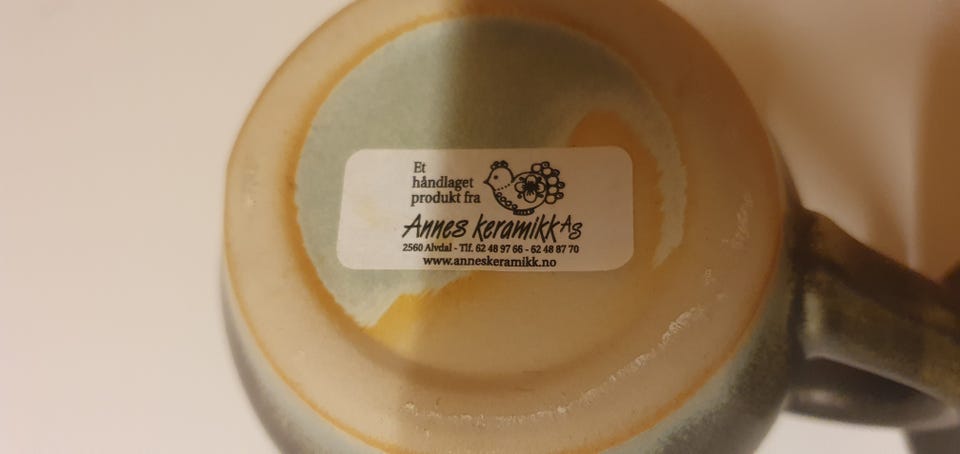 Et
håndlaget
produkt fra
Annes keramikk As
2560 Alvdal - Tlf. 62 48 97 66 - 62 48 87 70
www.anneskeramikk.no